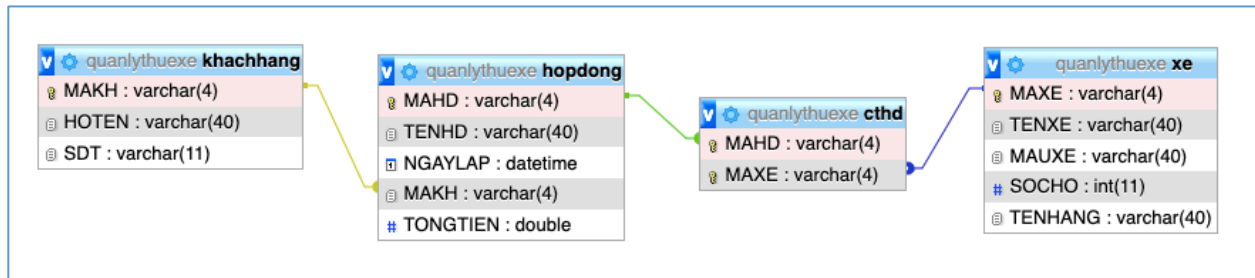 quanlythuexe khachhang
MAKH : varchar(4)
HOTEN : varchar(40)
SDT : varchar(11)
quanlythuexe hopdong
MAHD : varchar(4)
TENHD : varchar(40)
NGAYLAP : datetime
MAKH : varchar(4)
# TONGTIEN : double
quanlythuexe cthd
MAHD : varchar(4)
MAXE : varchar(4)
quanlythuexe xe
MAXE : varchar(4)
TENXE : varchar(40)
MAUXE : varchar(40)
# SOCHO : int(11)
TENHANG : varchar(40)